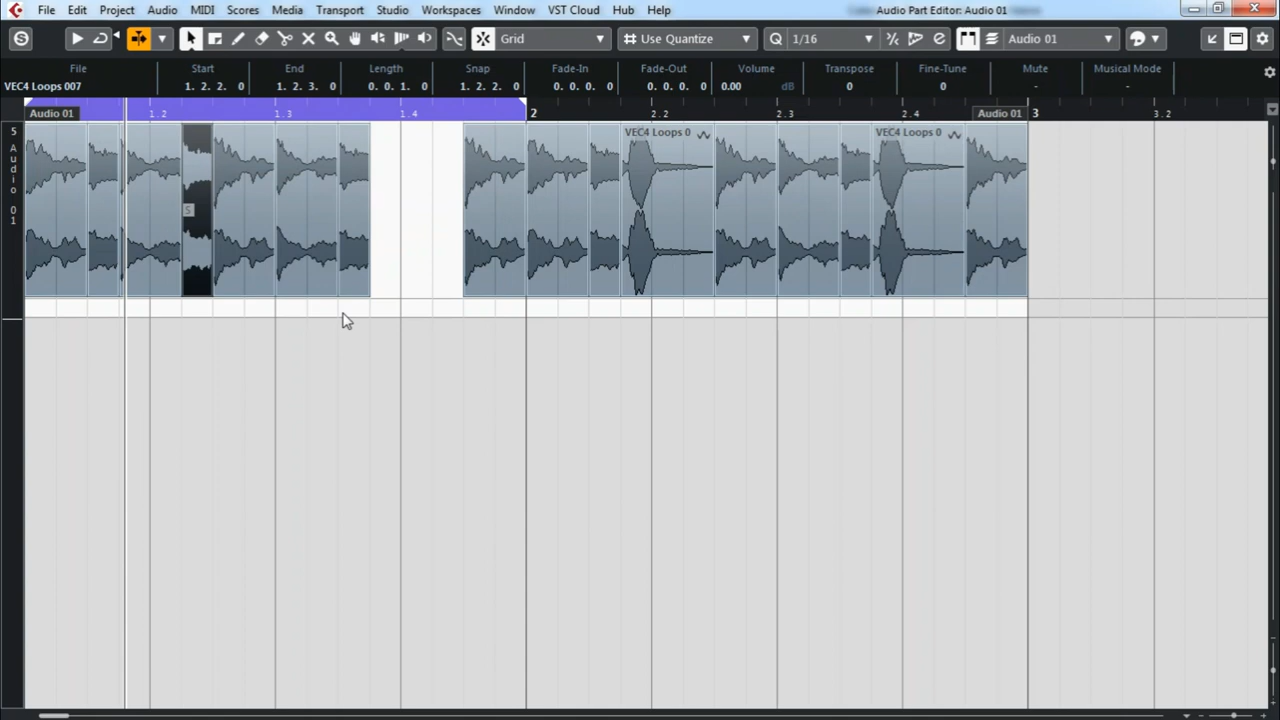 File Edit Project Audio MIDI Scores Media Transport Studio Workspaces Window VST Cloud Hub Help Audio Part Editor: Audio 01
Grid Use Quantize Q 1/16 Audio 01
File Start End Length Snap Fade-In Fade-Out Volume Transpose Fine-Tune Mute Musical Mode
VEC4 Loops 007 1. 2. 2. 0 1. 2. 3. 0 0. 0. 1. 0 1. 2. 2. 0 0. 0. 0. 0 0. 0. 0. 0 0.00 dB 0 0 - -
Audio 01 1.2 1.3 1.4 2 2.2 2.3 2.4 Audio 01 3 3.2
5 Audio 01
VEC4 Loops 0 VEC4 Loops 0
S